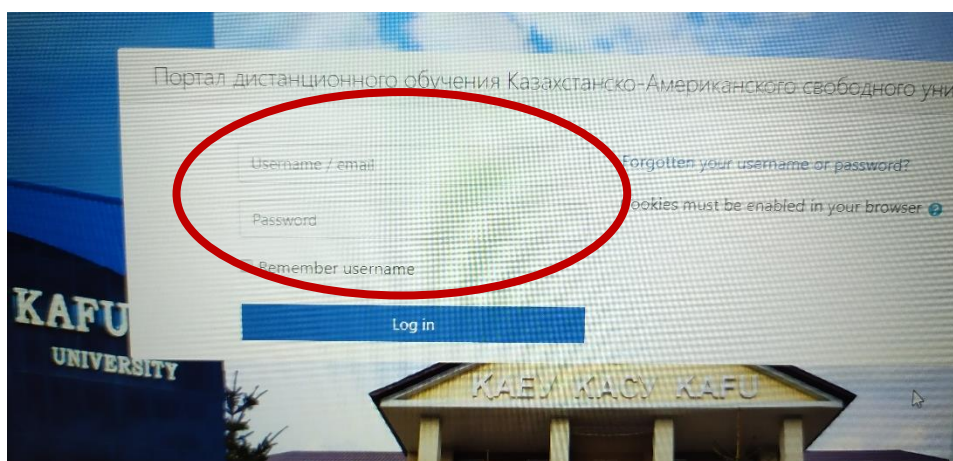 Портал дистанционного обучения Казахстанско-Американского свободного уни
Username / email
Forgotten your username or password?
Password
ookies must be enabled in your browser
Remember username
Log in
KAFU
UNIVERSITY
КАЕУ КАСУ KAFU